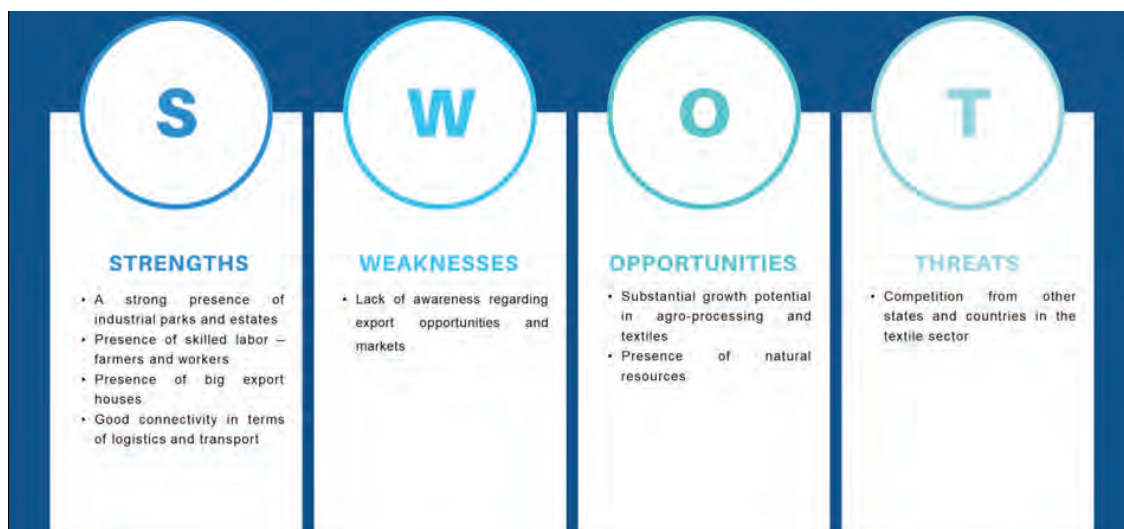 S
STRENGTHS
• A strong presence of
industrial parks and estates
• Presence of skilled labor –
farmers and workers
• Presence of big export
houses
• Good connectivity in terms
of logistics and transport
W
WEAKNESSES
• Lack of awareness regarding
export opportunities and
markets
O
OPPORTUNITIES
• Substantial growth potential
in agro-processing and
textiles
• Presence of natural
resources
T
THREATS
• Competition from other
states and countries in the
textile sector